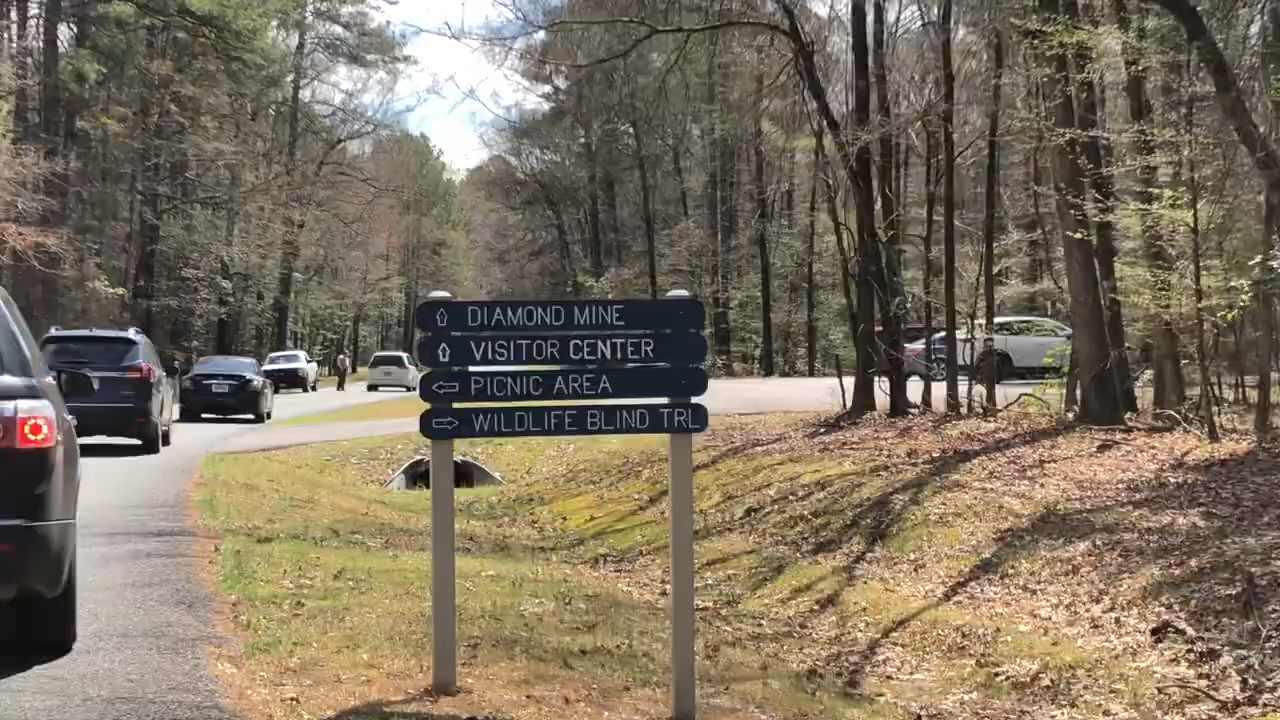 ⇧ DIAMOND MINE
⇧ VISITOR CENTER
⇦ PICNIC AREA
⇨ WILDLIFE BLIND TRL